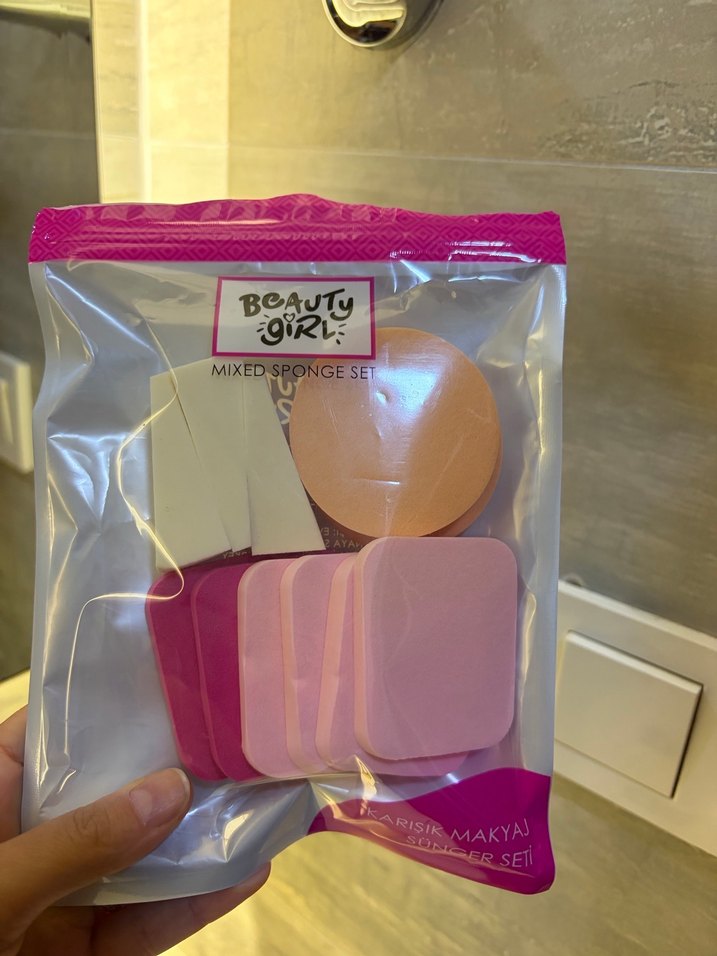 BEAUTY
GiRL
MIXED SPONGE SET
KARIŞIK MAKYAJ
SÜNGER SETİ